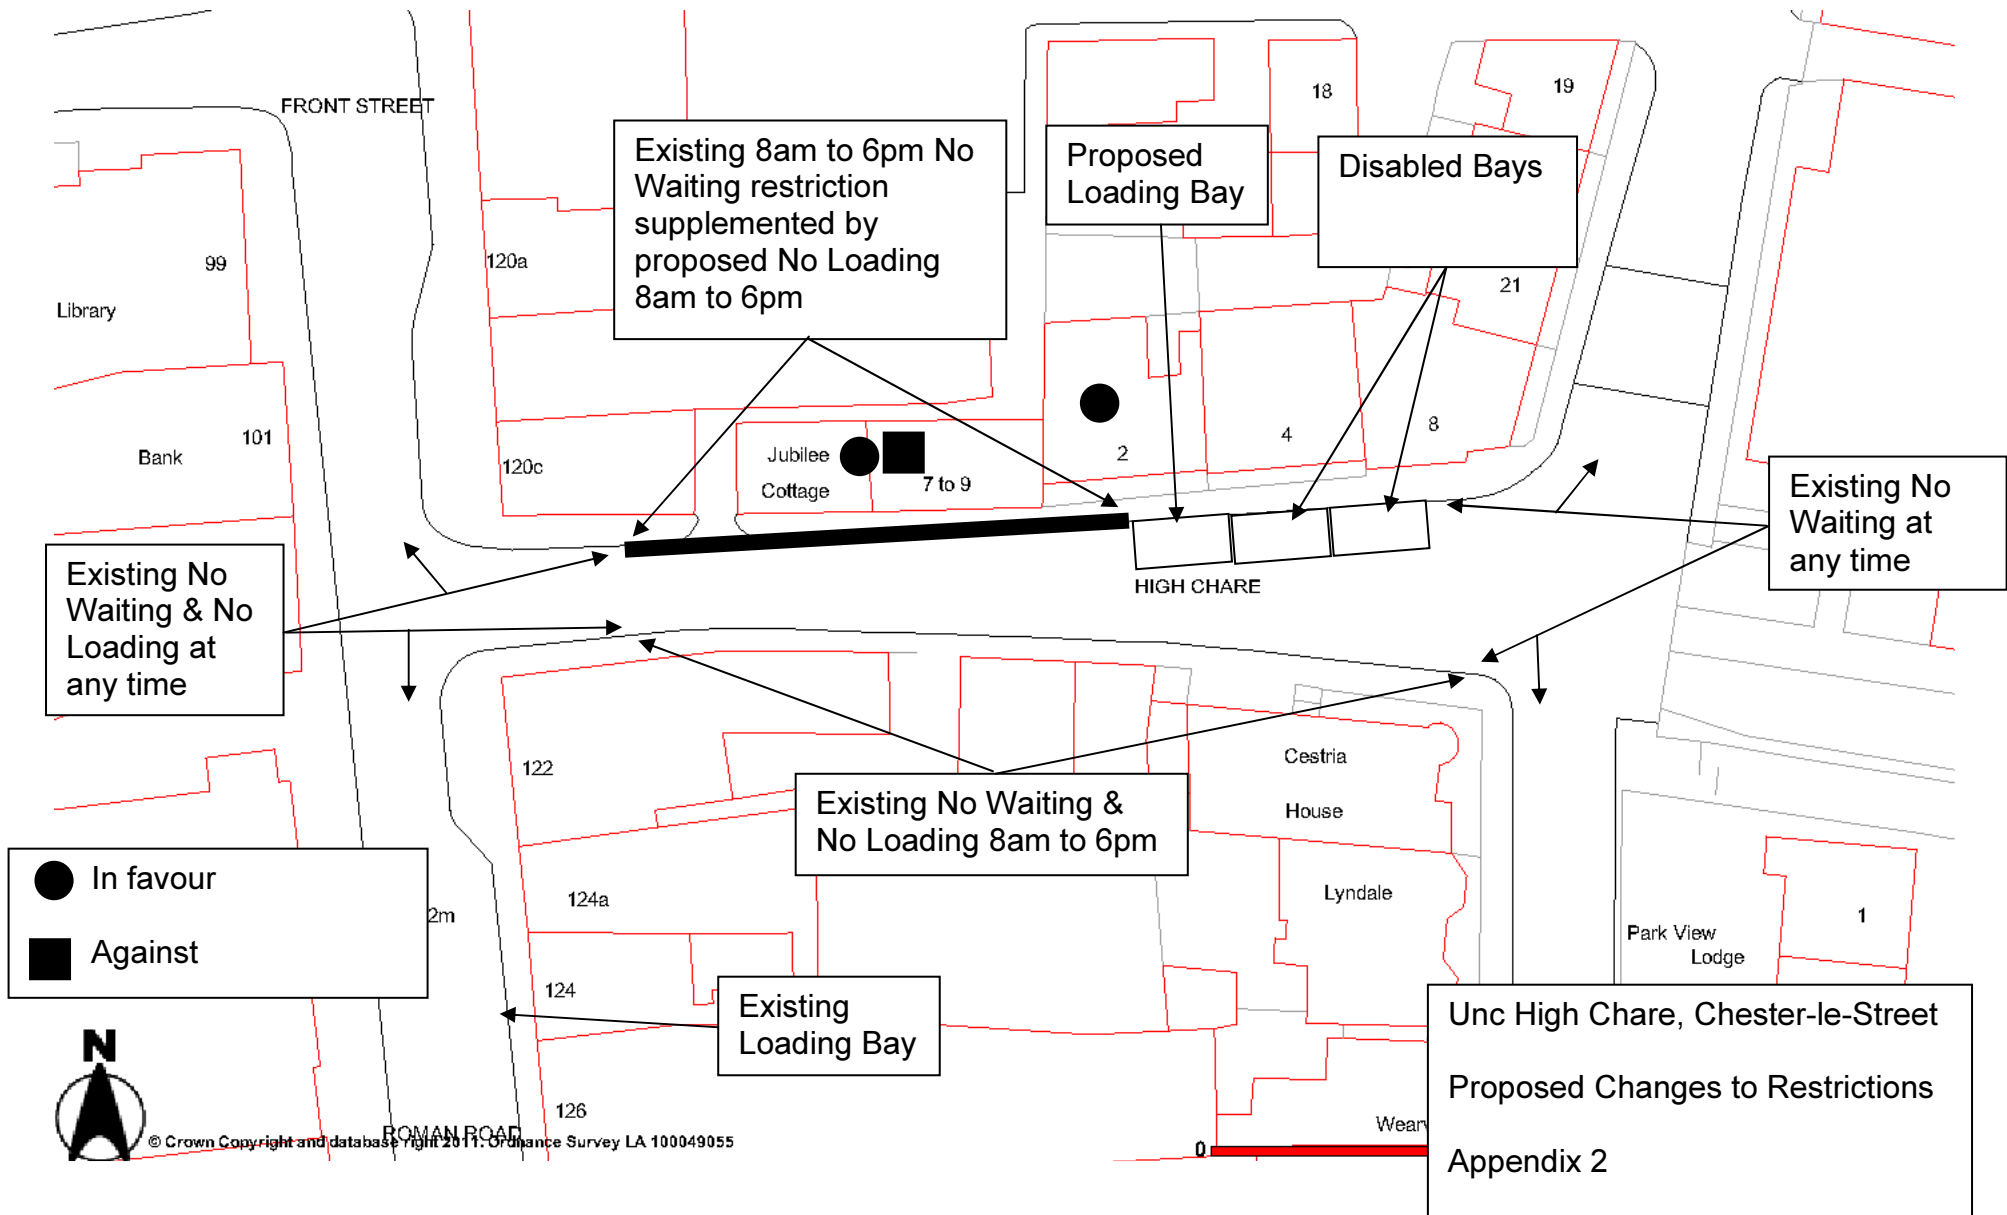 FRONT STREET
18
19
Existing 8am to 6pm No
Waiting restriction
supplemented by
proposed No Loading
8am to 6pm
Proposed
Loading Bay
Disabled Bays
99
120a
21
Library
101
Bank
120c
Jubilee
Cottage
7 to 9
2
4
8
Existing No
Waiting at
any time
Existing No
Waiting & No
Loading at
any time
HIGH CHARE
122
Cestria
House
Existing No Waiting &
No Loading 8am to 6pm
In favour
Against
2m
124a
Lyndale
1
Park View
Lodge
124
Existing
Loading Bay
N
126
ROMAN ROAD
© Crown Copyright and database right 2011. Ordnance Survey LA 100049055
0
Unc High Chare, Chester-le-Street
Proposed Changes to Restrictions
Appendix 2